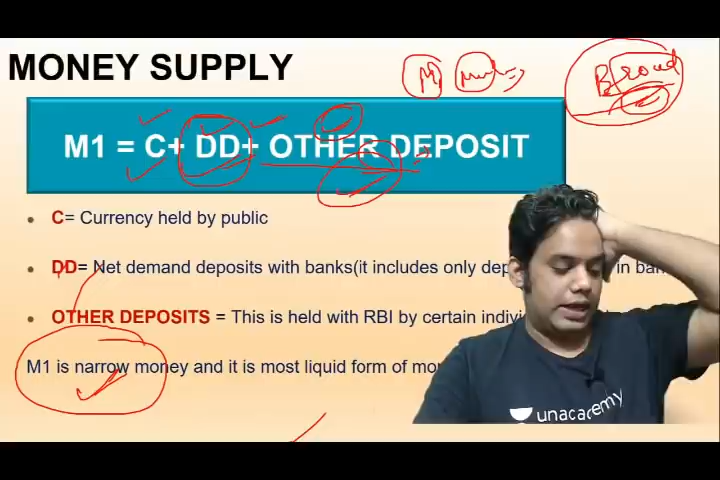 MONEY SUPPLY
M1 = C+ DD+ OTHER DEPOSIT
Broad
C= Currency held by public
DD= Net demand deposits with banks(it includes only dep in ban
OTHER DEPOSITS = This is held with RBI by certain indivi
M1 is narrow money and it is most liquid form of mo
unacademy